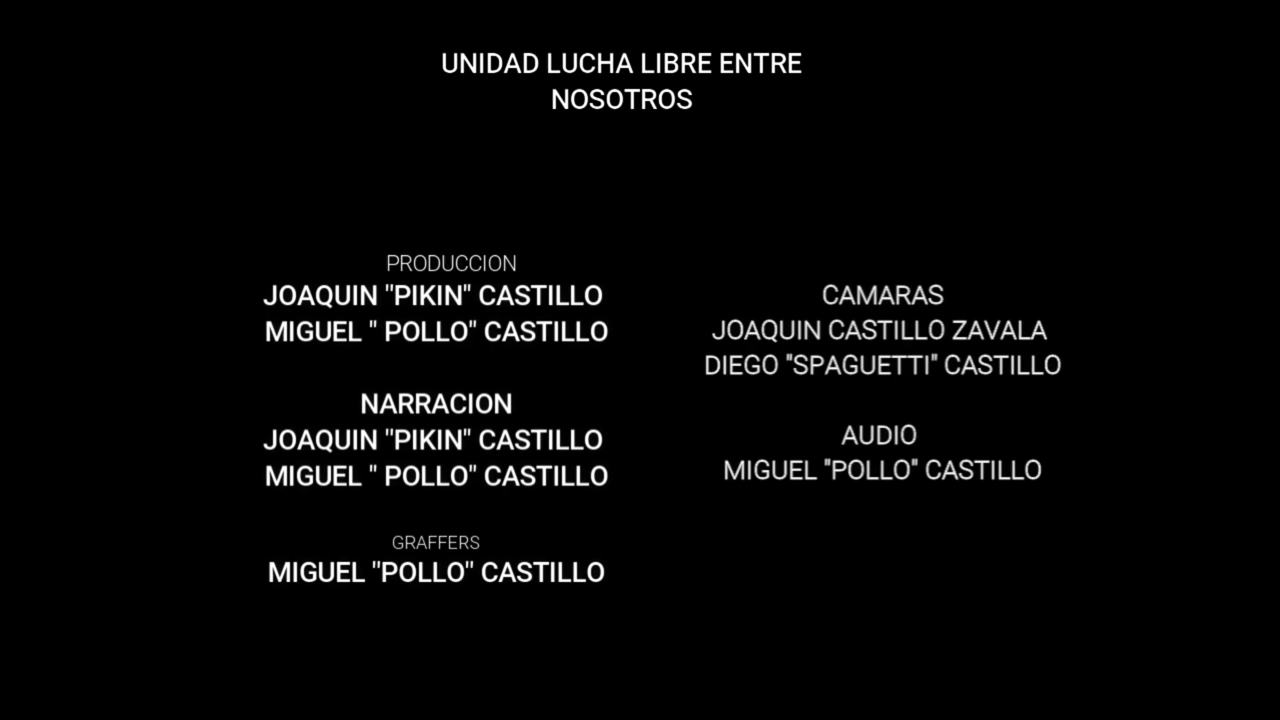 UNIDAD LUCHA LIBRE ENTRE
NOSOTROS
PRODUCCION
JOAQUIN "PIKIN" CASTILLO
MIGUEL " POLLO" CASTILLO
NARRACION
JOAQUIN "PIKIN" CASTILLO
MIGUEL " POLLO" CASTILLO
GRAFFERS
MIGUEL "POLLO" CASTILLO
CAMARAS
JOAQUIN CASTILLO ZAVALA
DIEGO "SPAGUETTI" CASTILLO
AUDIO
MIGUEL "POLLO" CASTILLO